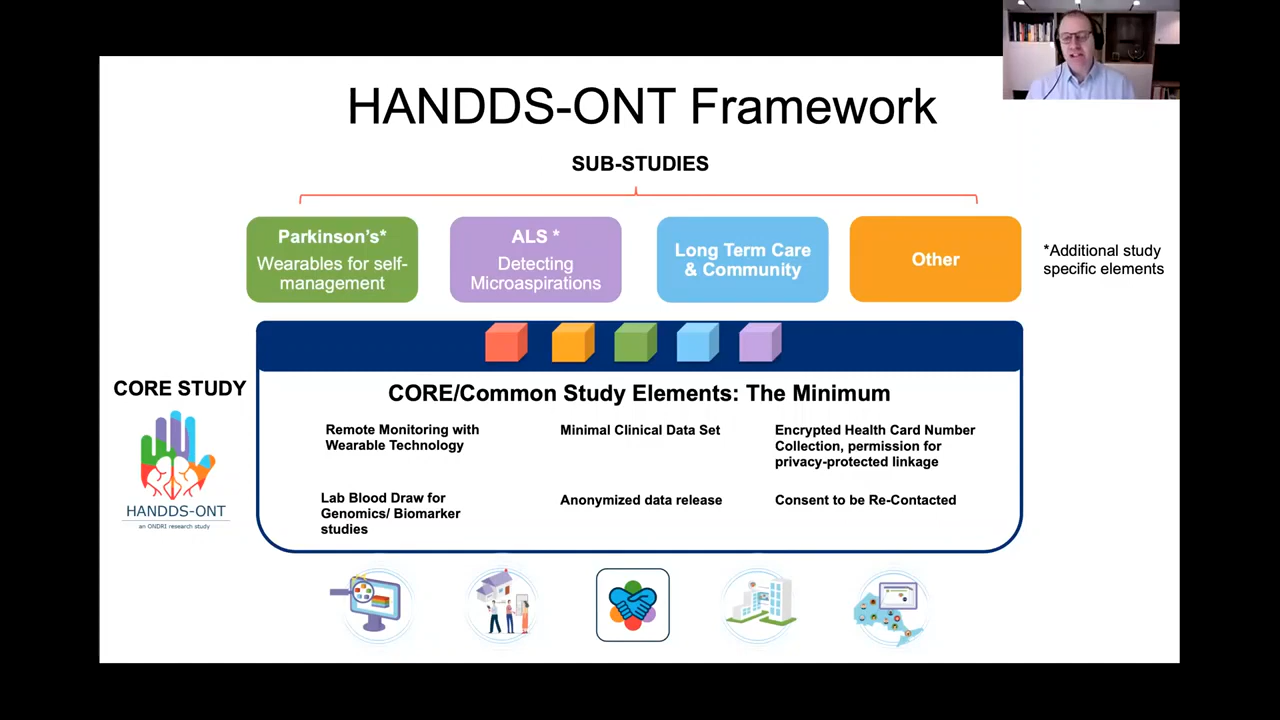 HANDDS-ONT Framework
SUB-STUDIES
Parkinson's*
Wearables for self-
management
ALS *
Detecting
Microaspirations
Long Term Care
& Community
Other
*Additional study
specific elements
CORE STUDY
HANDDS-ONT
an ONDRI research study
CORE/Common Study Elements: The Minimum
Remote Monitoring with
Wearable Technology
Minimal Clinical Data Set
Encrypted Health Card Number
Collection, permission for
privacy-protected linkage
Lab Blood Draw for
Genomics/ Biomarker
studies
Anonymized data release
Consent to be Re-Contacted